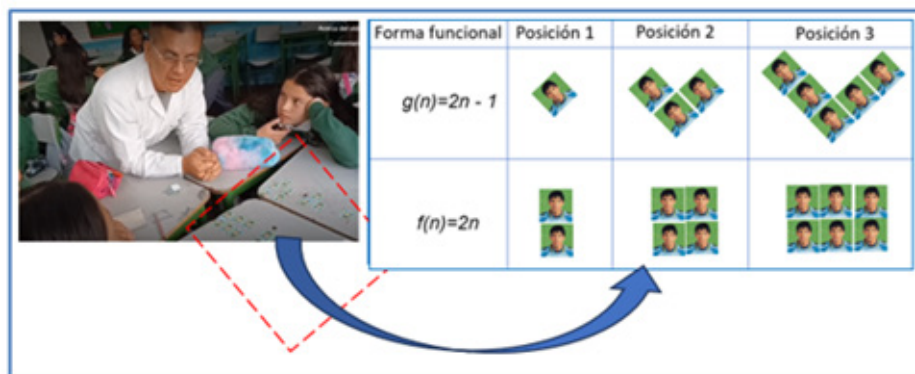 Forma funcional Posición 1 Posición 2 Posición 3
g(n)=2n - 1
f(n)=2n